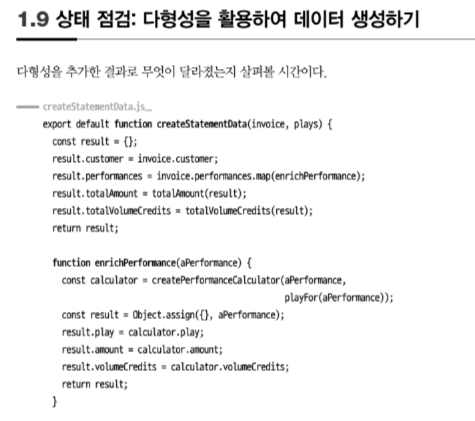 1.9 상태 점검: 다형성을 활용하여 데이터 생성하기
다형성을 추가한 결과로 무엇이 달라졌는지 살펴볼 시간이다.
createStatementData.js...
export default function createStatementData(invoice, plays) {
const result = {};
result.customer = invoice.customer;
result.performances = invoice.performances.map(enrichPerformance);
result.totalAmount = totalAmount(result);
result.totalVolumeCredits = totalVolumeCredits(result);
return result;
function enrichPerformance(aPerformance) {
const calculator = createPerformanceCalculator(aPerformance,
playFor(aPerformance));
const result = Object.assign({}, aPerformance);
result.play = calculator.play;
result.amount = calculator.amount;
result.volumeCredits = calculator.volumeCredits;
return result;
}